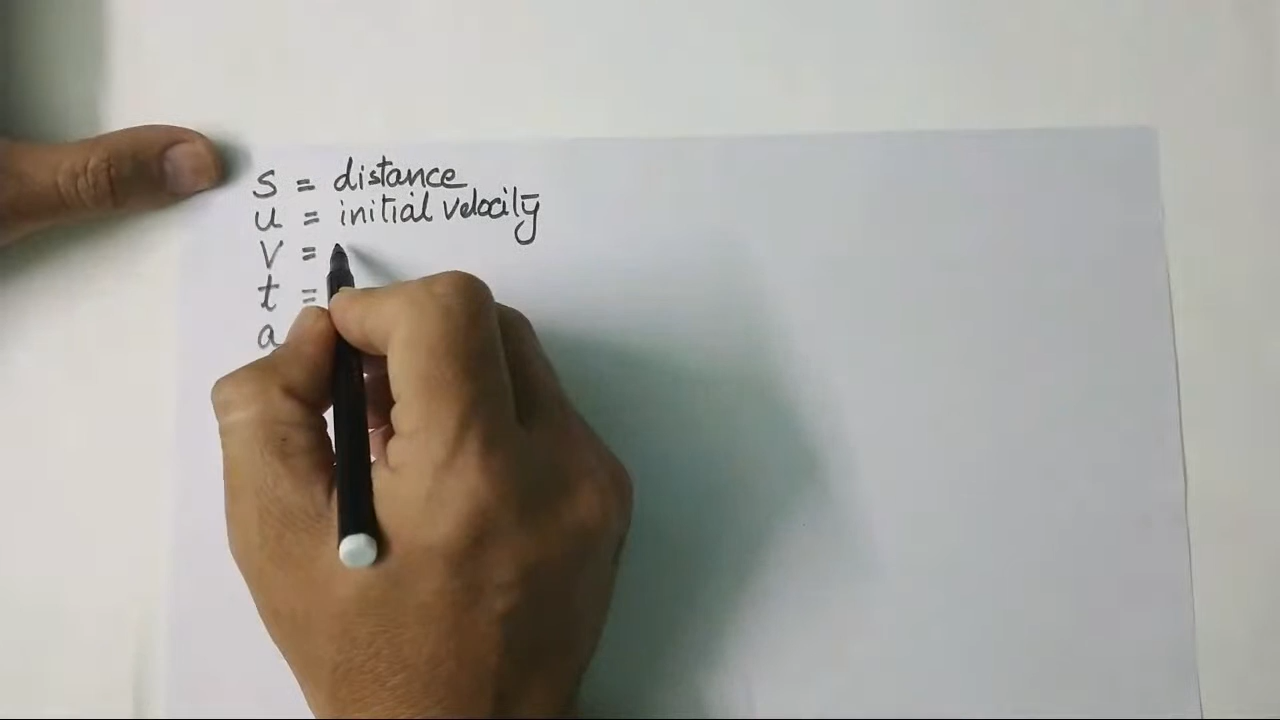 s = distance
u = initial velocity
v =
t =
a